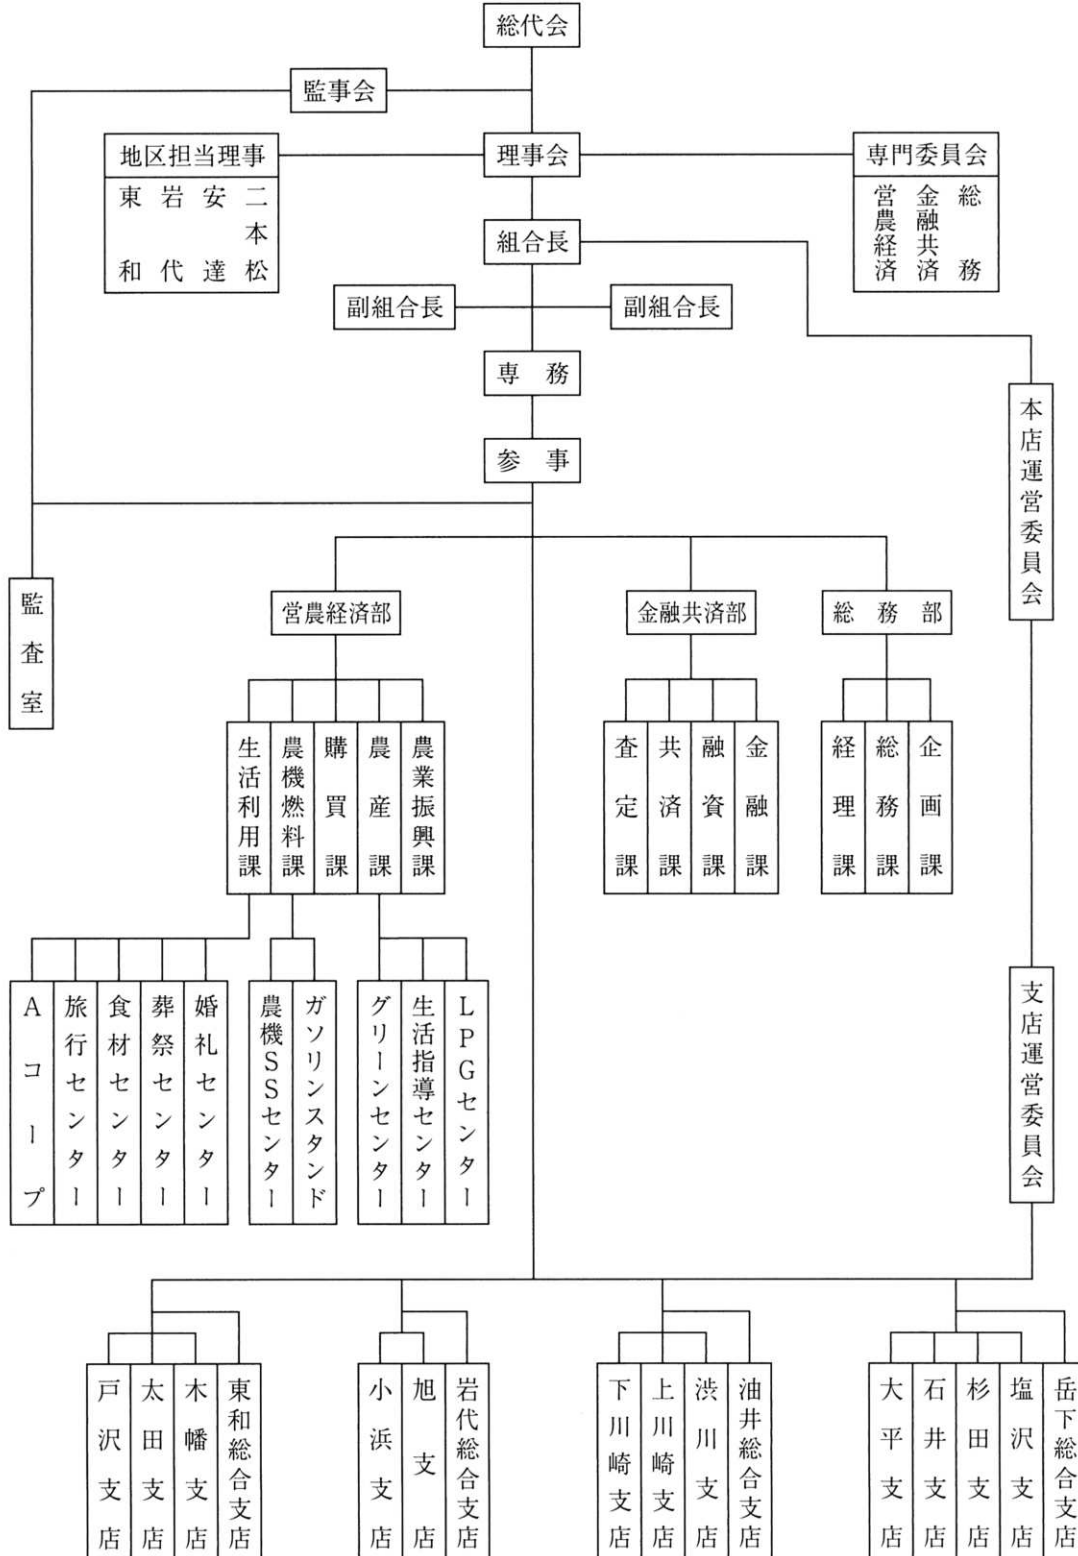 総代会
監事会
地区担当理事
理事会
専門委員会
二本松
安達
岩代
東和
総務
金融共済
営農経済
組合長
副組合長
副組合長
専務
参事
本店運営委員会
監査室
営農経済部
金融共済部
総務部
生活利用課
農機燃料課
購買課
農産課
農業振興課
査定課
共済課
融資課
金融課
経理課
総務課
企画課
Aコープ
旅行センター
食材センター
葬祭センター
婚礼センター
農機SSセンター
ガソリンスタンド
グリーンセンター
生活指導センター
LPGセンター
支店運営委員会
戸沢支店
太田支店
木幡支店
東和総合支店
小浜支店
旭支店
岩代総合支店
下川崎支店
上川崎支店
渋川支店
油井総合支店
大平支店
石井支店
杉田支店
塩沢支店
岳下総合支店